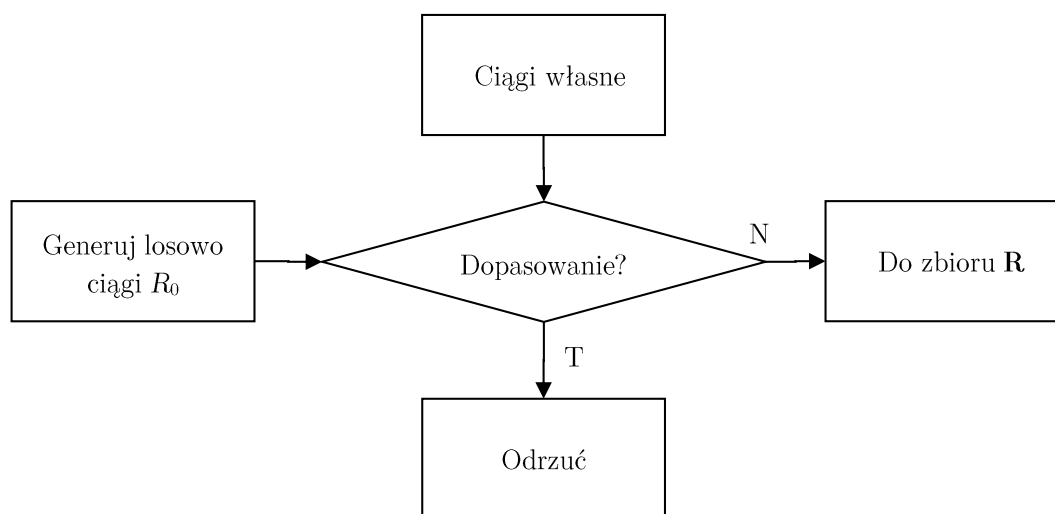 Ciągi własne
Generuj losowo
ciągi R₀
Dopasowanie?
N
Do zbioru R
T
Odrzuć